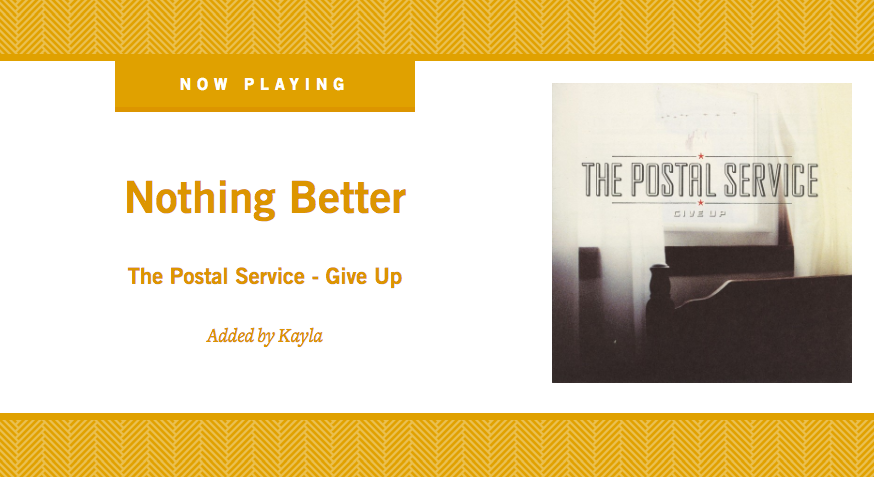 NOW PLAYING
Nothing Better
The Postal Service - Give Up
Added by Kayla
THE POSTAL SERVICE
GIVE UP